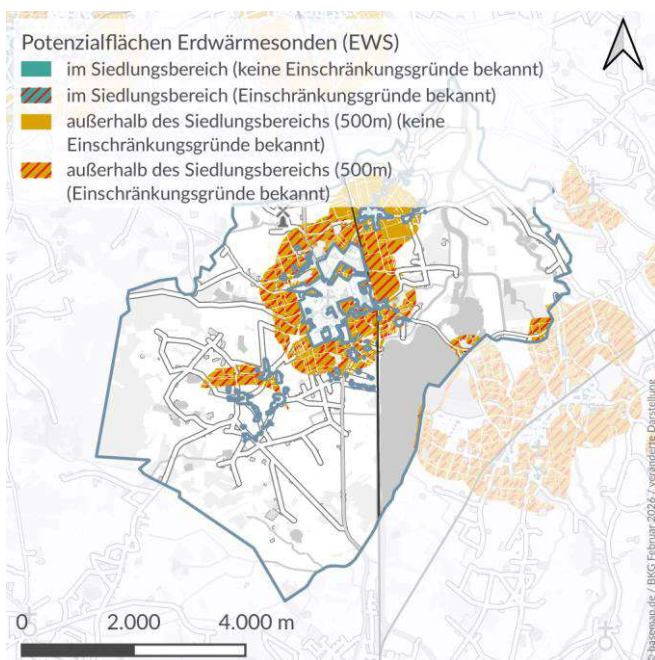 Potenzialflächen Erdwärmesonden (EWS)
im Siedlungsbereich (keine Einschränkungsgründe bekannt)
im Siedlungsbereich (Einschränkungsgründe bekannt)
außerhalb des Siedlungsbereichs (500m) (keine
Einschränkungsgründe bekannt)
außerhalb des Siedlungsbereichs (500m)
(Einschränkungsgründe bekannt)
0 2.000 4.000 m
© basemap.de / BKG Februar 2026 / veränderte Darstellung